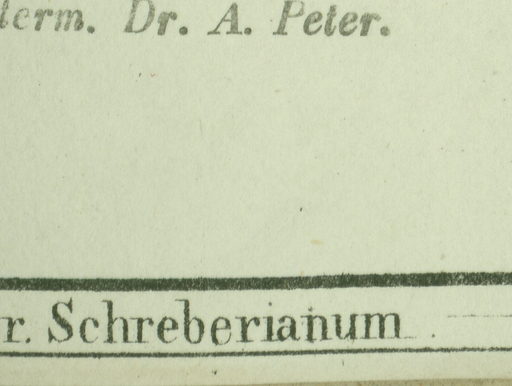 term. Dr. A. Peter.
r. Schreberianum